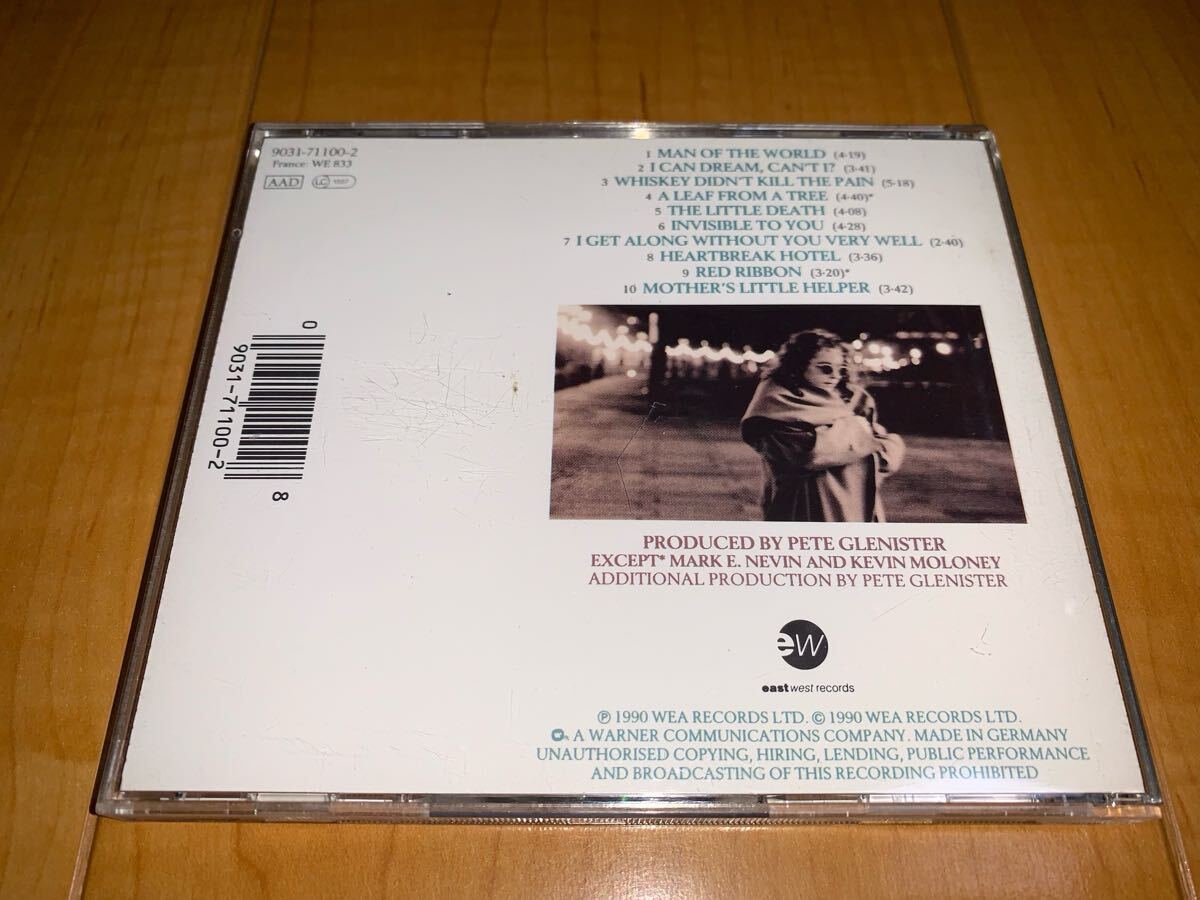 9031-71100-2
France: WE 833
AAD LC
1 MAN OF THE WORLD (4·19)
2 I CAN DREAM, CAN'T I? (3·41)
3 WHISKEY DIDN'T KILL THE PAIN (5·18)
4 A LEAF FROM A TREE (4·40)*
5 THE LITTLE DEATH (4·08)
6 INVISIBLE TO YOU (4·28)
7 I GET ALONG WITHOUT YOU VERY WELL (2·40)
8 HEARTBREAK HOTEL (3·36)
9 RED RIBBON (3·20)*
10 MOTHER'S LITTLE HELPER (3·42)
0 9031-71100-2 8
PRODUCED BY PETE GLENISTER
EXCEPT* MARK E. NEVIN AND KEVIN MOLONEY
ADDITIONAL PRODUCTION BY PETE GLENISTER
ew
east west records
℗ 1990 WEA RECORDS LTD. © 1990 WEA RECORDS LTD.
A WARNER COMMUNICATIONS COMPANY. MADE IN GERMANY
UNAUTHORISED COPYING, HIRING, LENDING, PUBLIC PERFORMANCE
AND BROADCASTING OF THIS RECORDING PROHIBITED